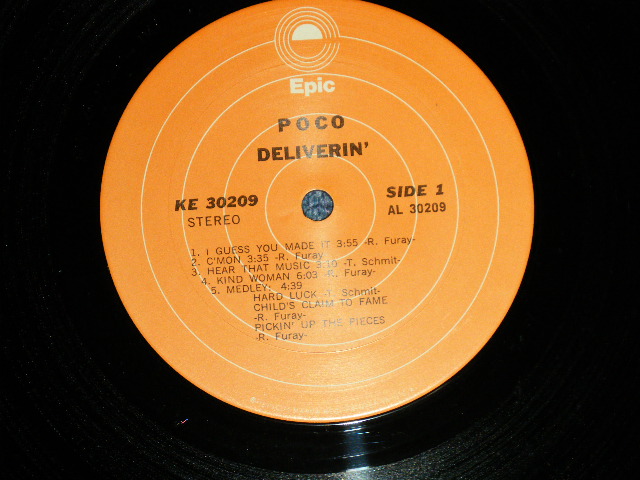 Epic
POCO
DELIVERIN'
KE 30209
STEREO
SIDE 1
AL 30209
1. I GUESS YOU MADE IT 3:55 -R. Furay-
2. C'MON 3:35 -R. Furay-
3. HEAR THAT MUSIC 3:30 -T. Schmit-
4. KIND WOMAN 6:03 -R. Furay-
5. MEDLEY: 4:39
HARD LUCK -T. Schmit-
CHILD'S CLAIM TO FAME
-R. Furay-
PICKIN' UP THE PIECES
-R. Furay-